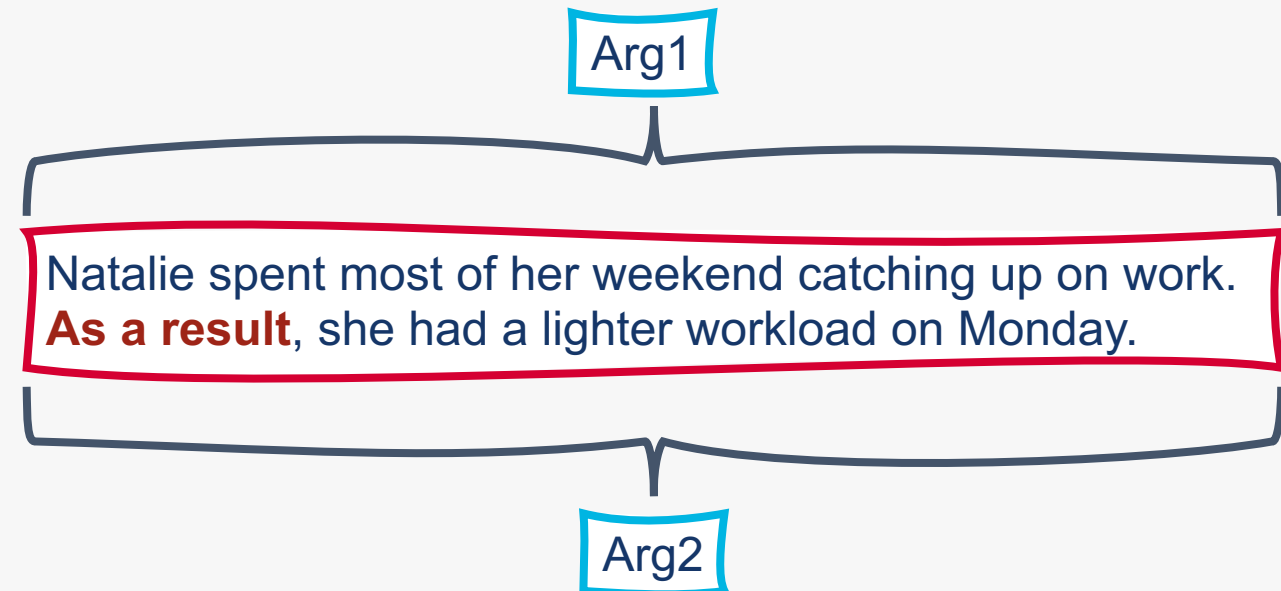 Arg1
Natalie spent most of her weekend catching up on work.
As a result, she had a lighter workload on Monday.
Arg2